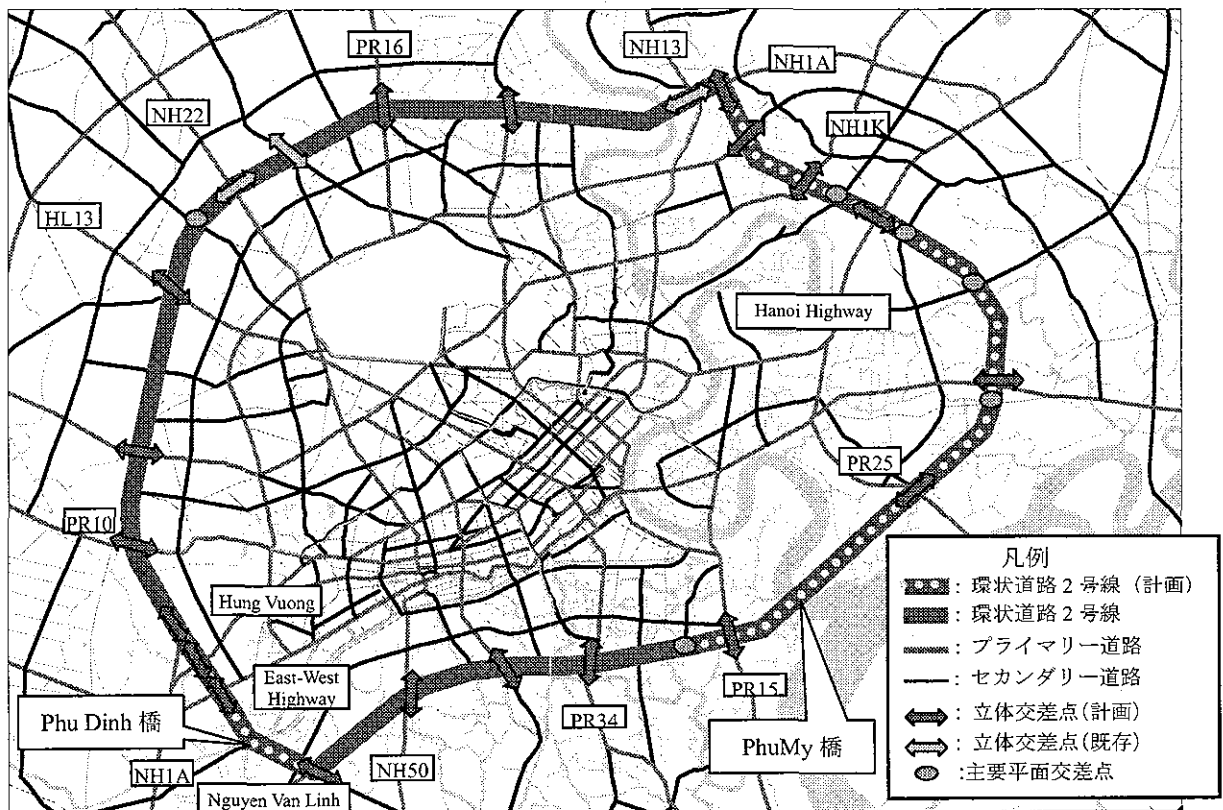 PR16
NH13
NH1A
NH22
NH1K
HL13
Hanoi Highway
PR25
PR10
Hung Vuong
East-West
Highway
Phu Dinh 橋
NH1A
Nguyen Van Linh
NH50
PR34
PR15
PhuMy 橋
凡例
: 環状道路2号線 (計画)
: 環状道路2号線
: プライマリー道路
: セカンダリー道路
: 立体交差点(計画)
: 立体交差点(既存)
:主要平面交差点